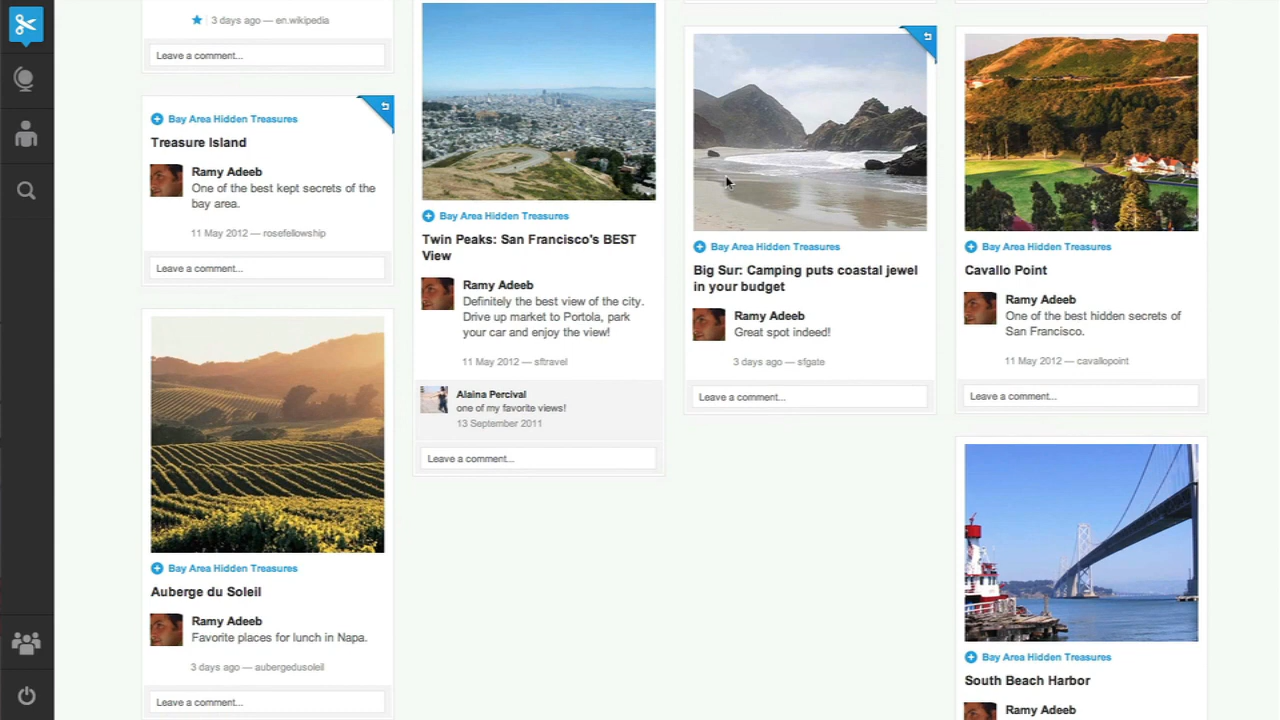 3 days ago — en.wikipedia
Leave a comment...
Bay Area Hidden Treasures
Treasure Island
Ramy Adeeb
One of the best kept secrets of the
bay area.
11 May 2012 — rosefellowship
Leave a comment...
Bay Area Hidden Treasures
Auberge du Soleil
Ramy Adeeb
Favorite places for lunch in Napa.
3 days ago — aubergedusoleil
Leave a comment...
Bay Area Hidden Treasures
Twin Peaks: San Francisco's BEST
View
Ramy Adeeb
Definitely the best view of the city.
Drive up market to Portola, park
your car and enjoy the view!
11 May 2012 — sftravel
Alaina Percival
one of my favorite views!
13 September 2011
Leave a comment...
Bay Area Hidden Treasures
Big Sur: Camping puts coastal jewel
in your budget
Ramy Adeeb
Great spot indeed!
3 days ago — sfgate
Leave a comment...
Bay Area Hidden Treasures
Cavallo Point
Ramy Adeeb
One of the best hidden secrets of
San Francisco.
11 May 2012 — cavallopoint
Leave a comment...
Bay Area Hidden Treasures
South Beach Harbor
Ramy Adeeb